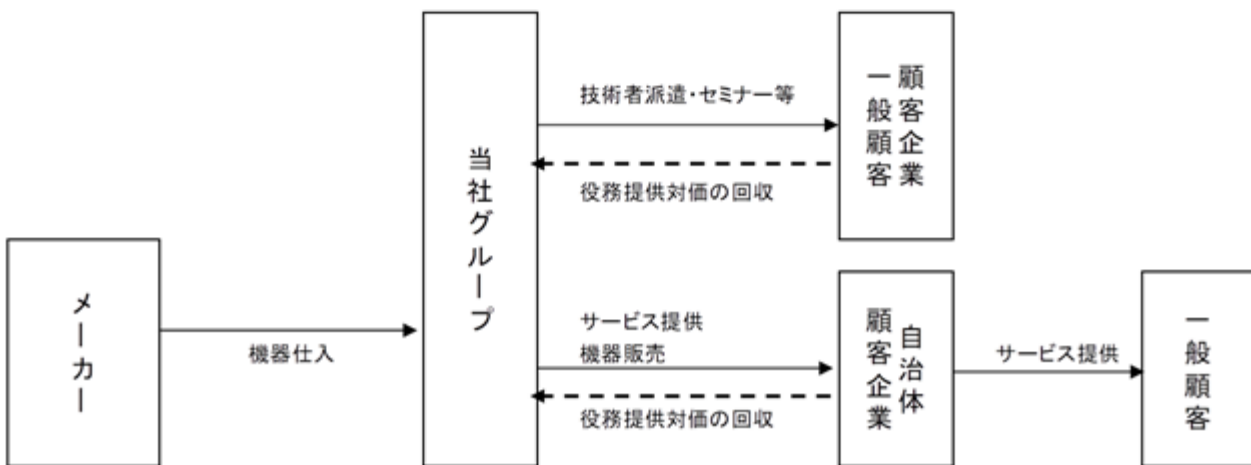 メーカー
機器仕入
当社グループ
技術者派遣・セミナー等
役務提供対価の回収
顧客企業
一般顧客
サービス提供
機器販売
役務提供対価の回収
自治体
顧客企業
サービス提供
一般顧客